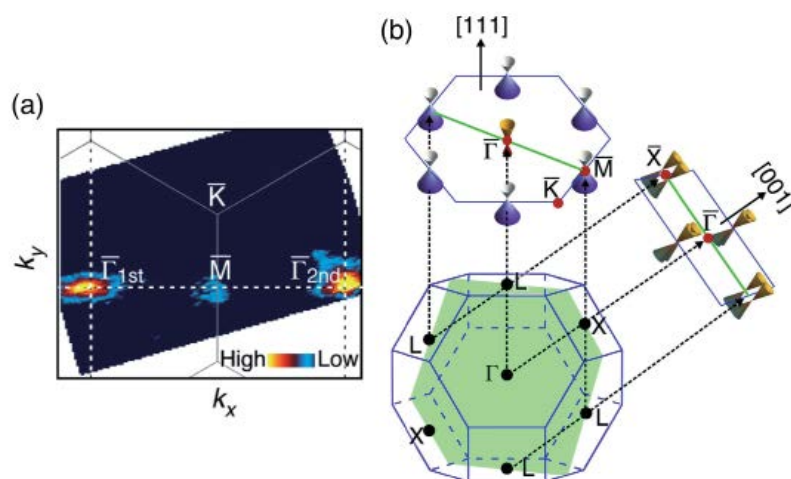 (a)
K̄
Γ̄1st
M̄
Γ̄2nd
High Low
ky
kx
(b)
[111]
Γ̄
M̄
K̄
X̄
[001]
Γ̄
L
X
L
Γ
L
X
L